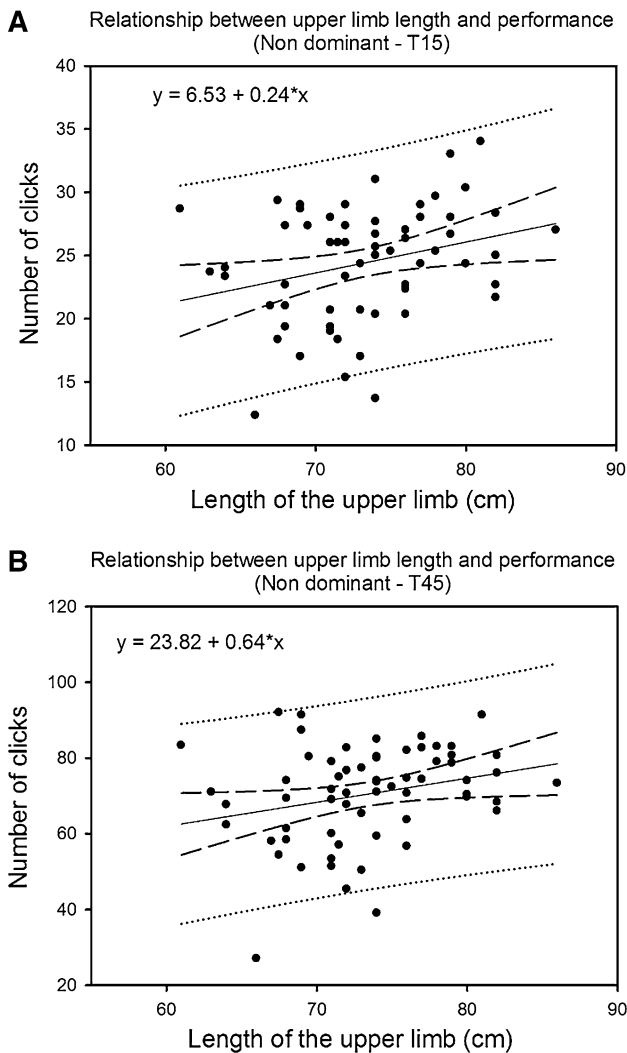 A
Relationship between upper limb length and performance
(Non dominant - T15)
40
y = 6.53 + 0.24*x
35
30
25
20
15
10
Number of clicks
60 70 80 90
Length of the upper limb (cm)
B
Relationship between upper limb length and performance
(Non dominant - T45)
120
y = 23.82 + 0.64*x
100
80
60
40
20
Number of clicks
60 70 80 90
Length of the upper limb (cm)